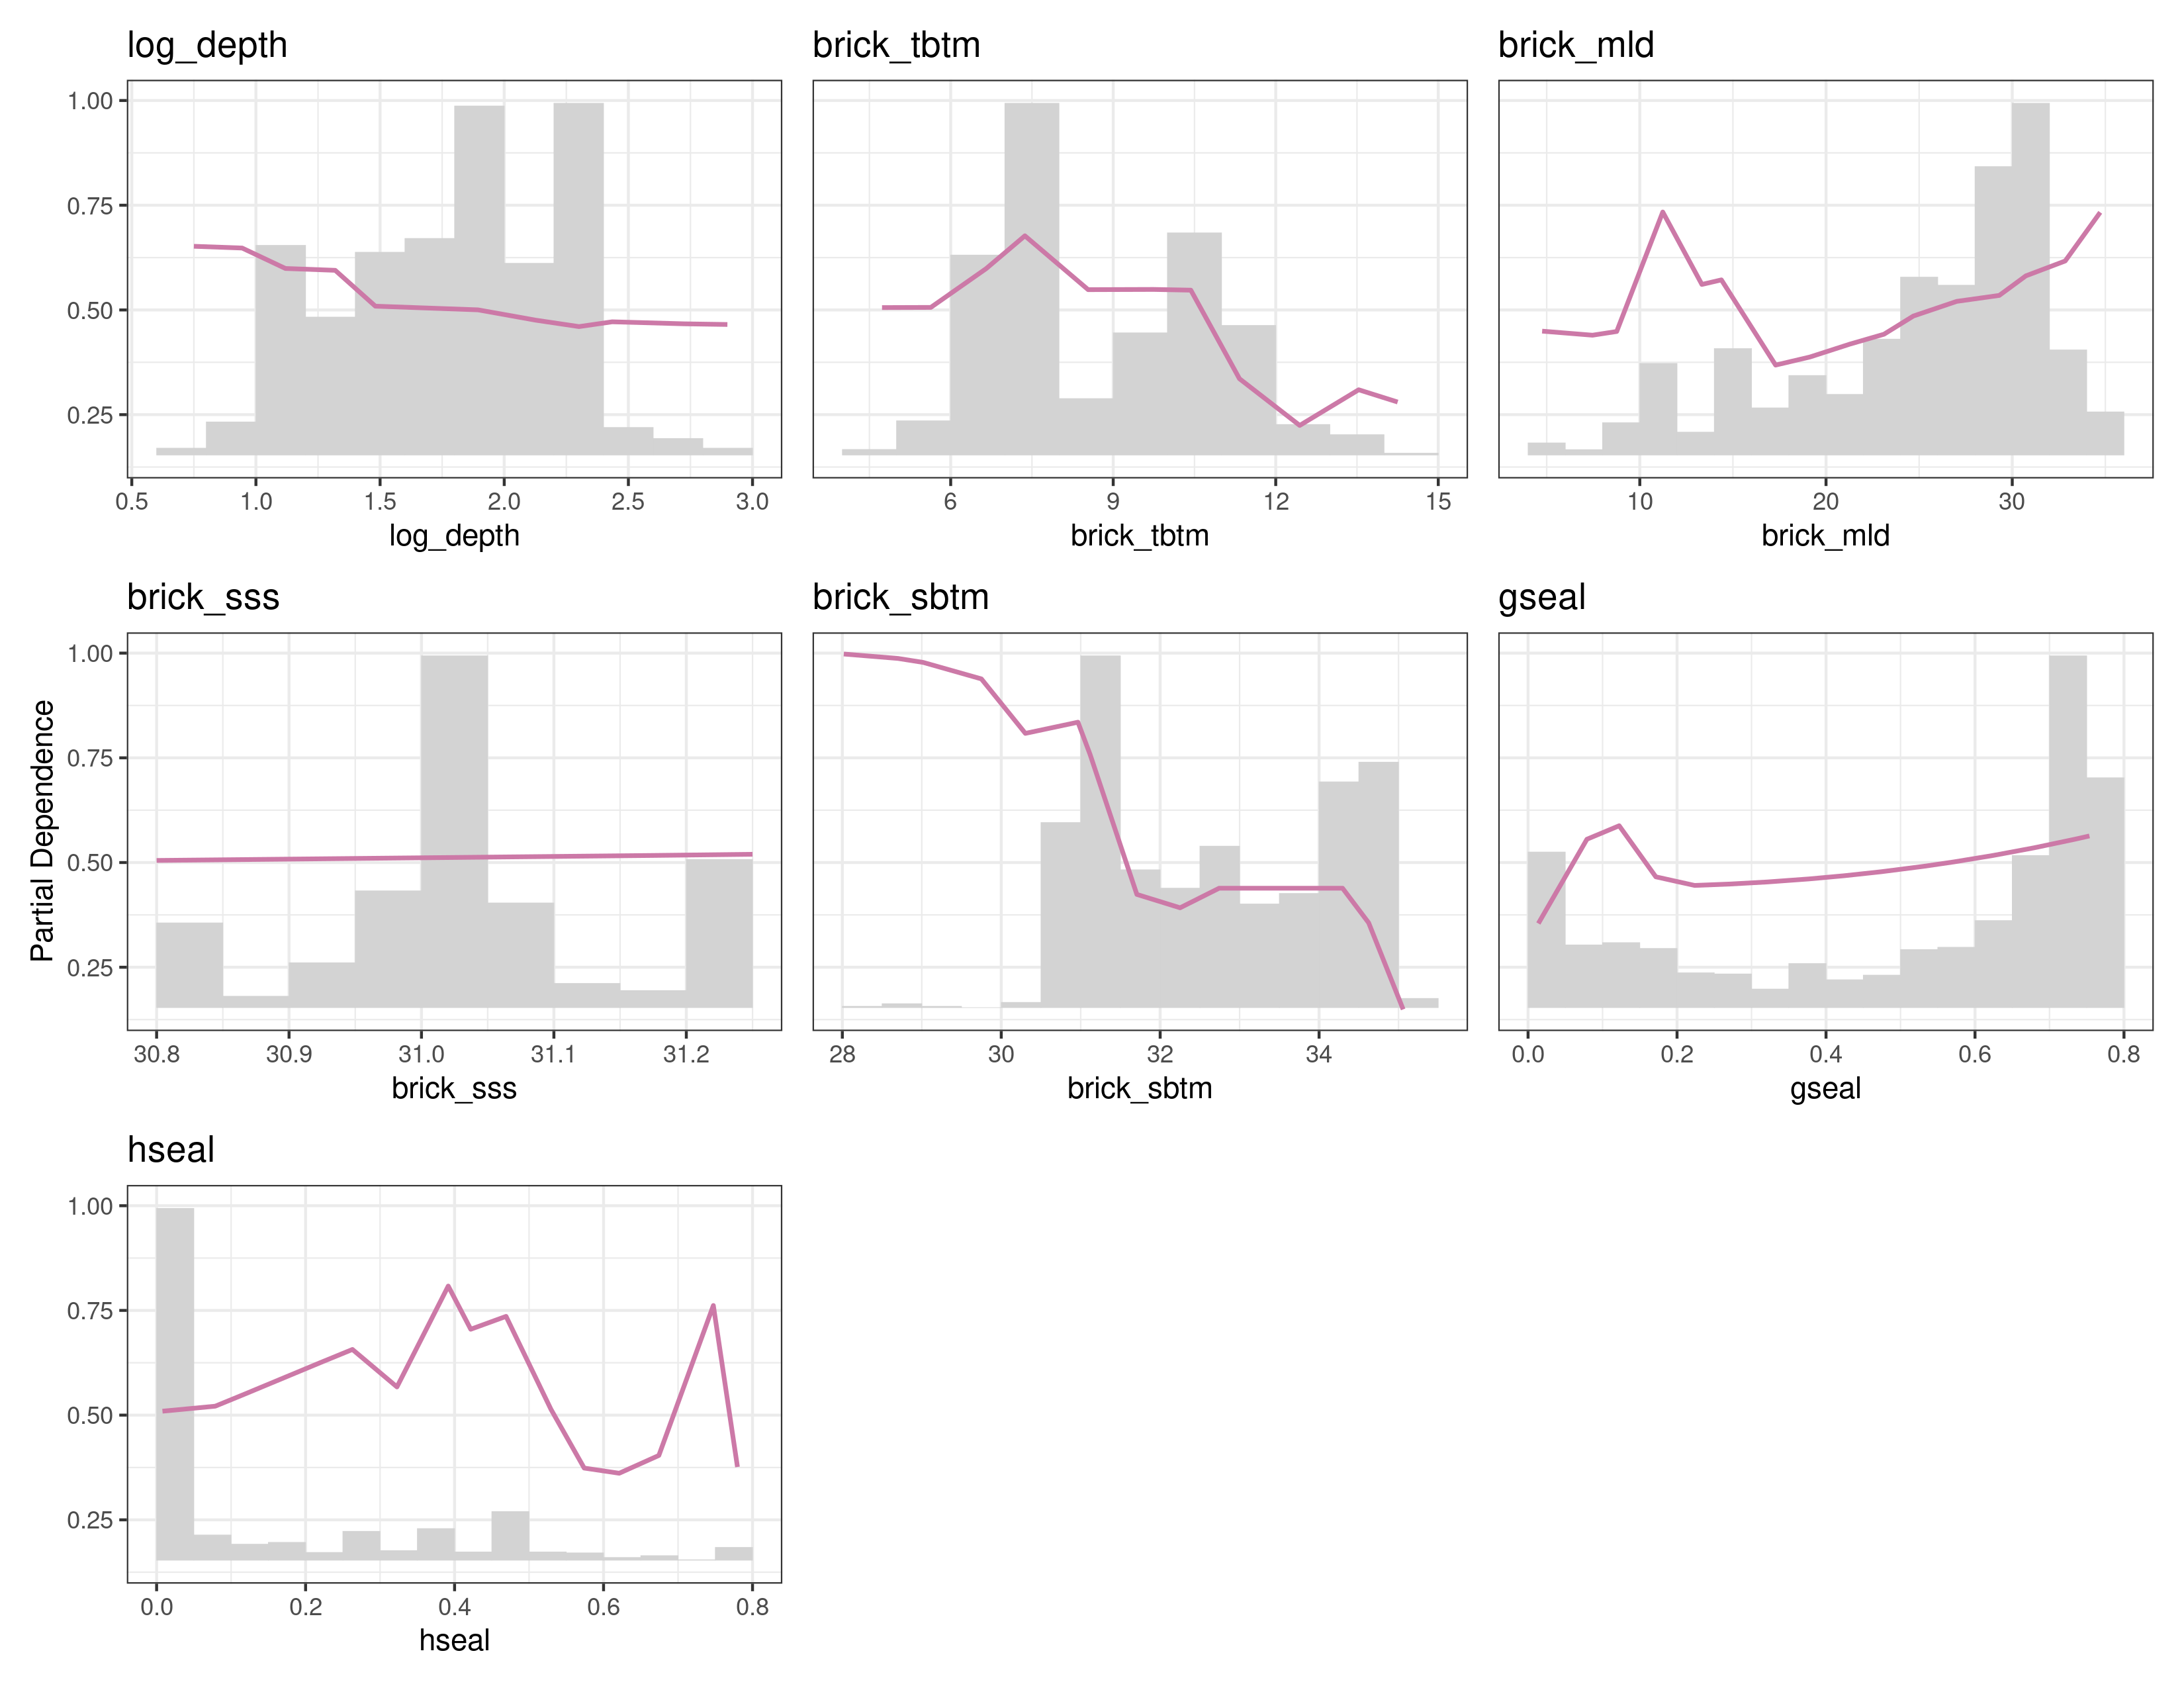 log_depth
brick_tbtm
brick_mld
1.00
0.75
0.50
0.25
0.5 1.0 1.5 2.0 2.5 3.0
6 9 12 15
10 20 30
log_depth
brick_tbtm
brick_mld
brick_sss
brick_sbtm
gseal
Partial Dependence
1.00
0.75
0.50
0.25
30.8 30.9 31.0 31.1 31.2
28 30 32 34
0.0 0.2 0.4 0.6 0.8
brick_sss
brick_sbtm
gseal
hseal
1.00
0.75
0.50
0.25
0.0 0.2 0.4 0.6 0.8
hseal